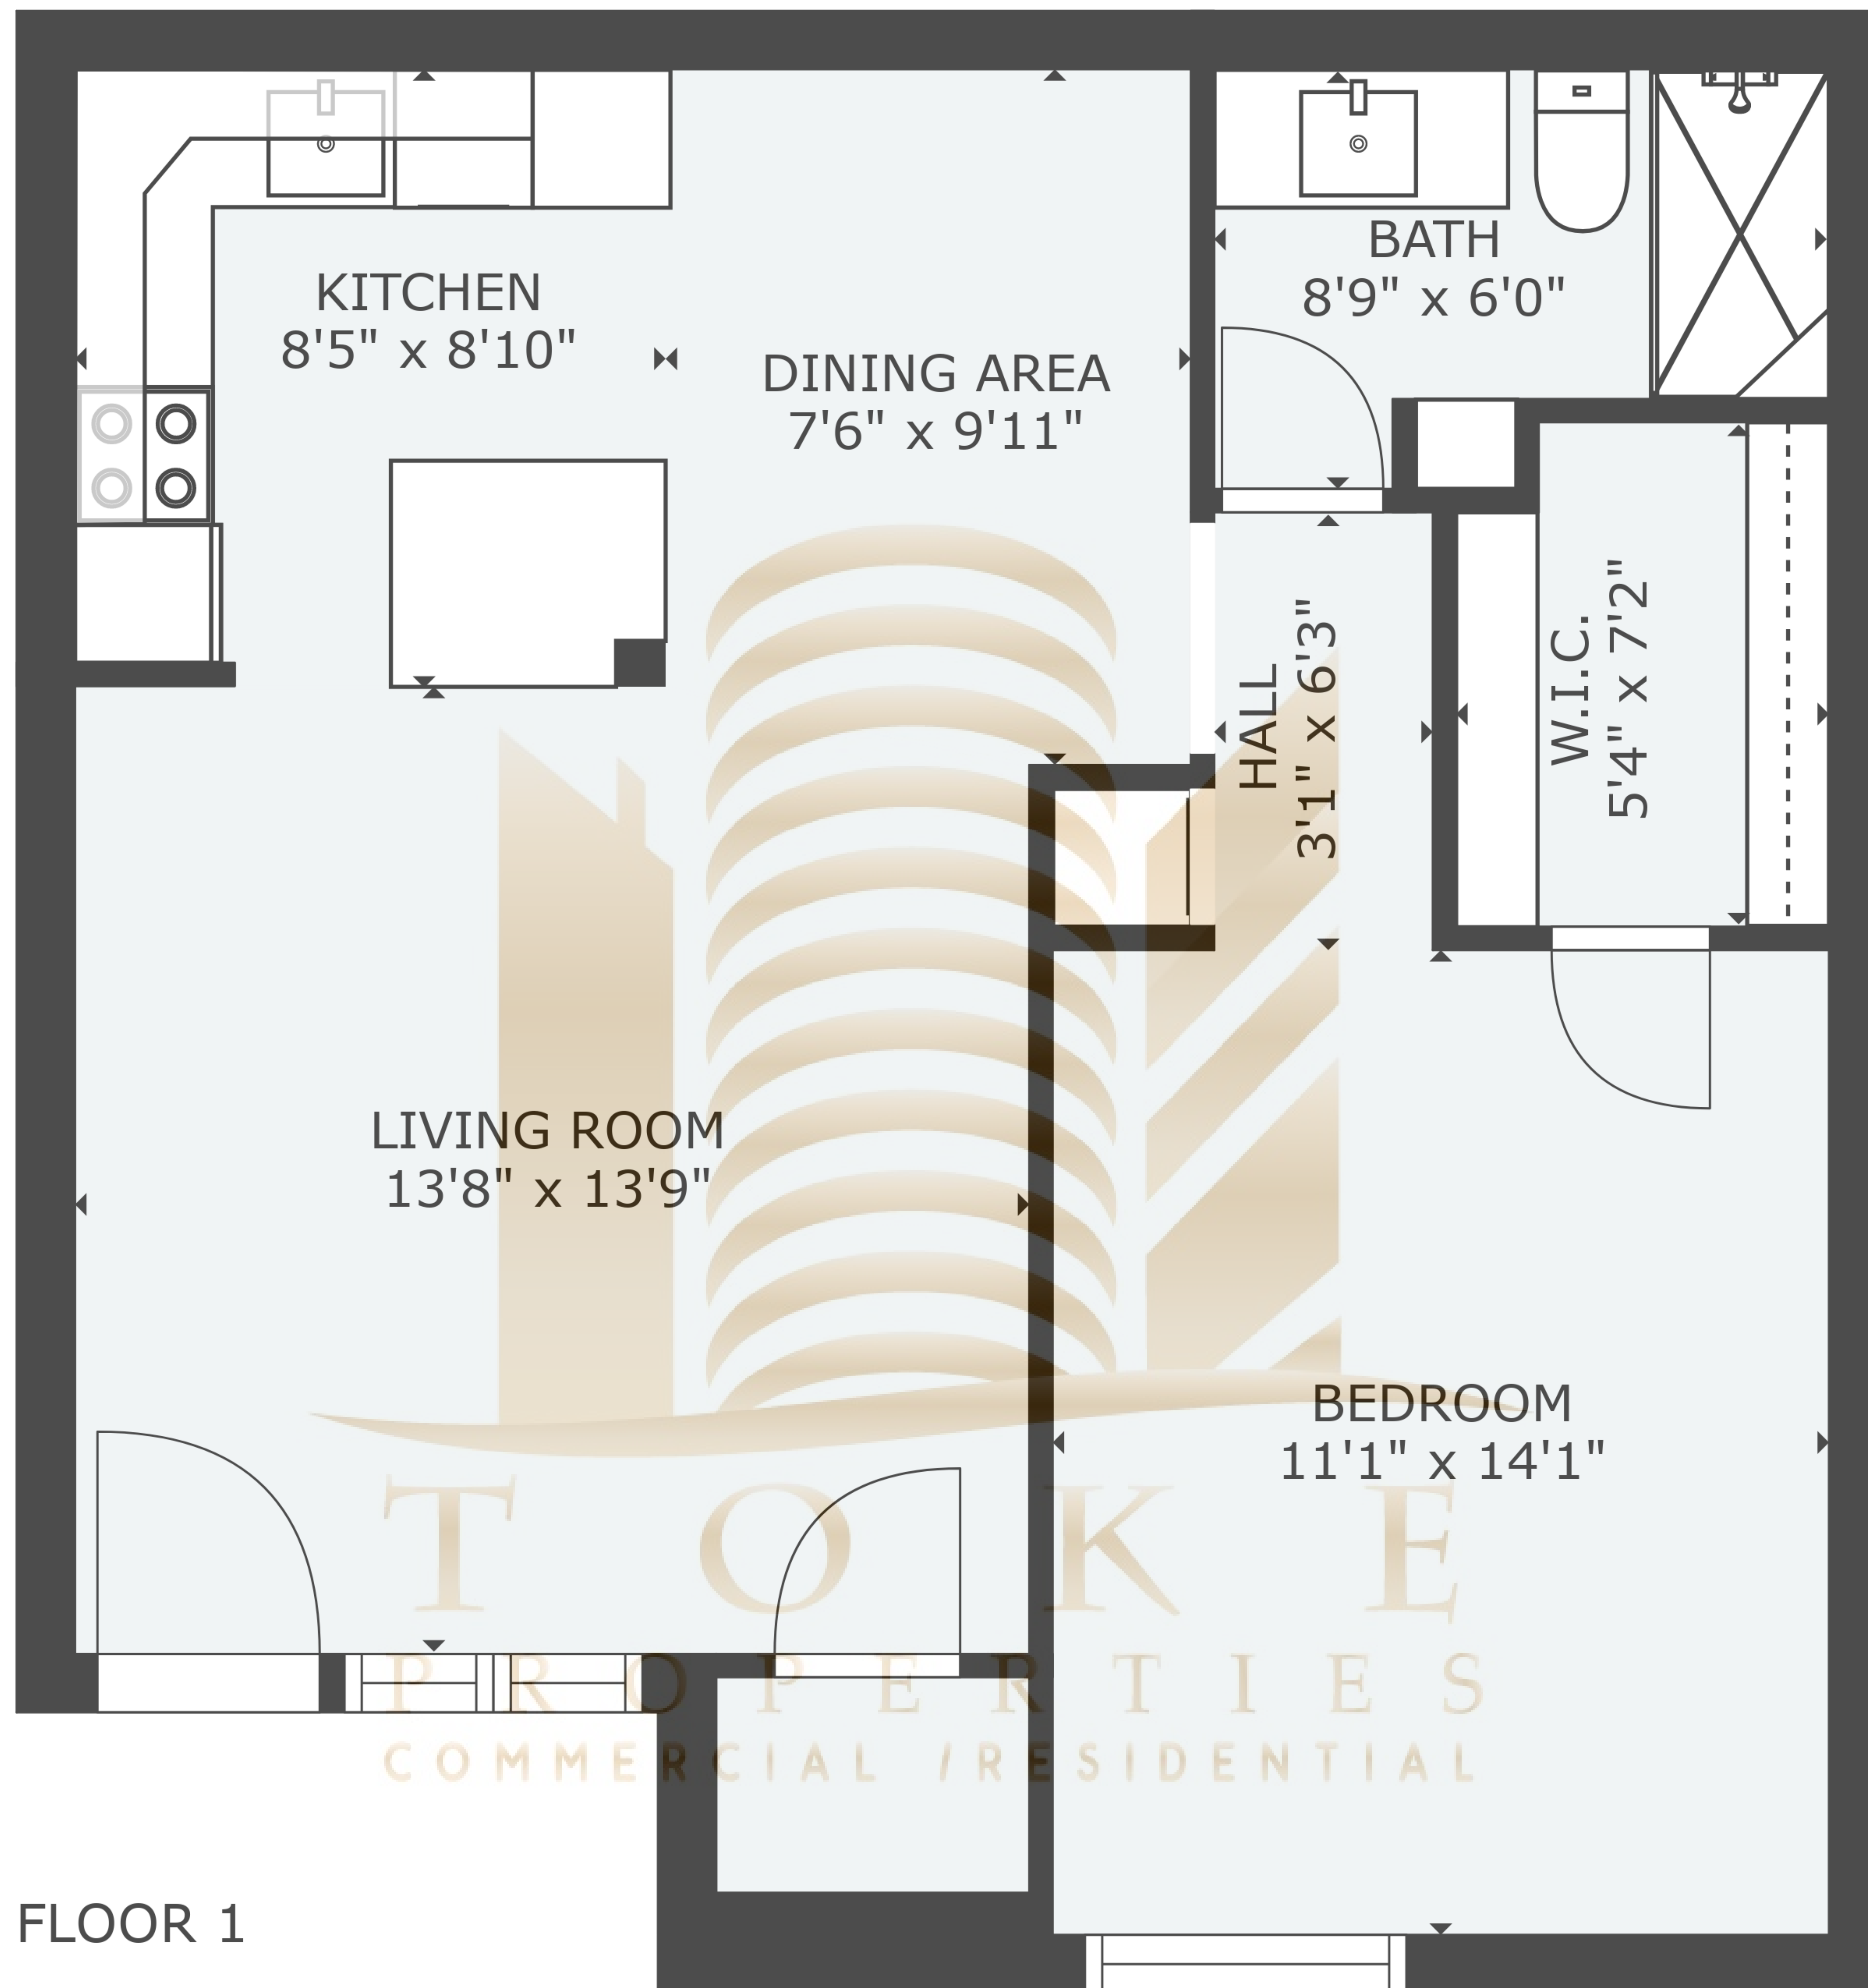 KITCHEN
8'5" x 8'10"
DINING AREA
7'6" x 9'11"
BATH
8'9" x 6'0"
HALL
3'1" x 6'3"
W.I.C.
5'4" x 7'2"
LIVING ROOM
13'8" x 13'9"
BEDROOM
11'1" x 14'1"
TOKE
PROPERTIES
COMMERCIAL /RESIDENTIAL
FLOOR 1